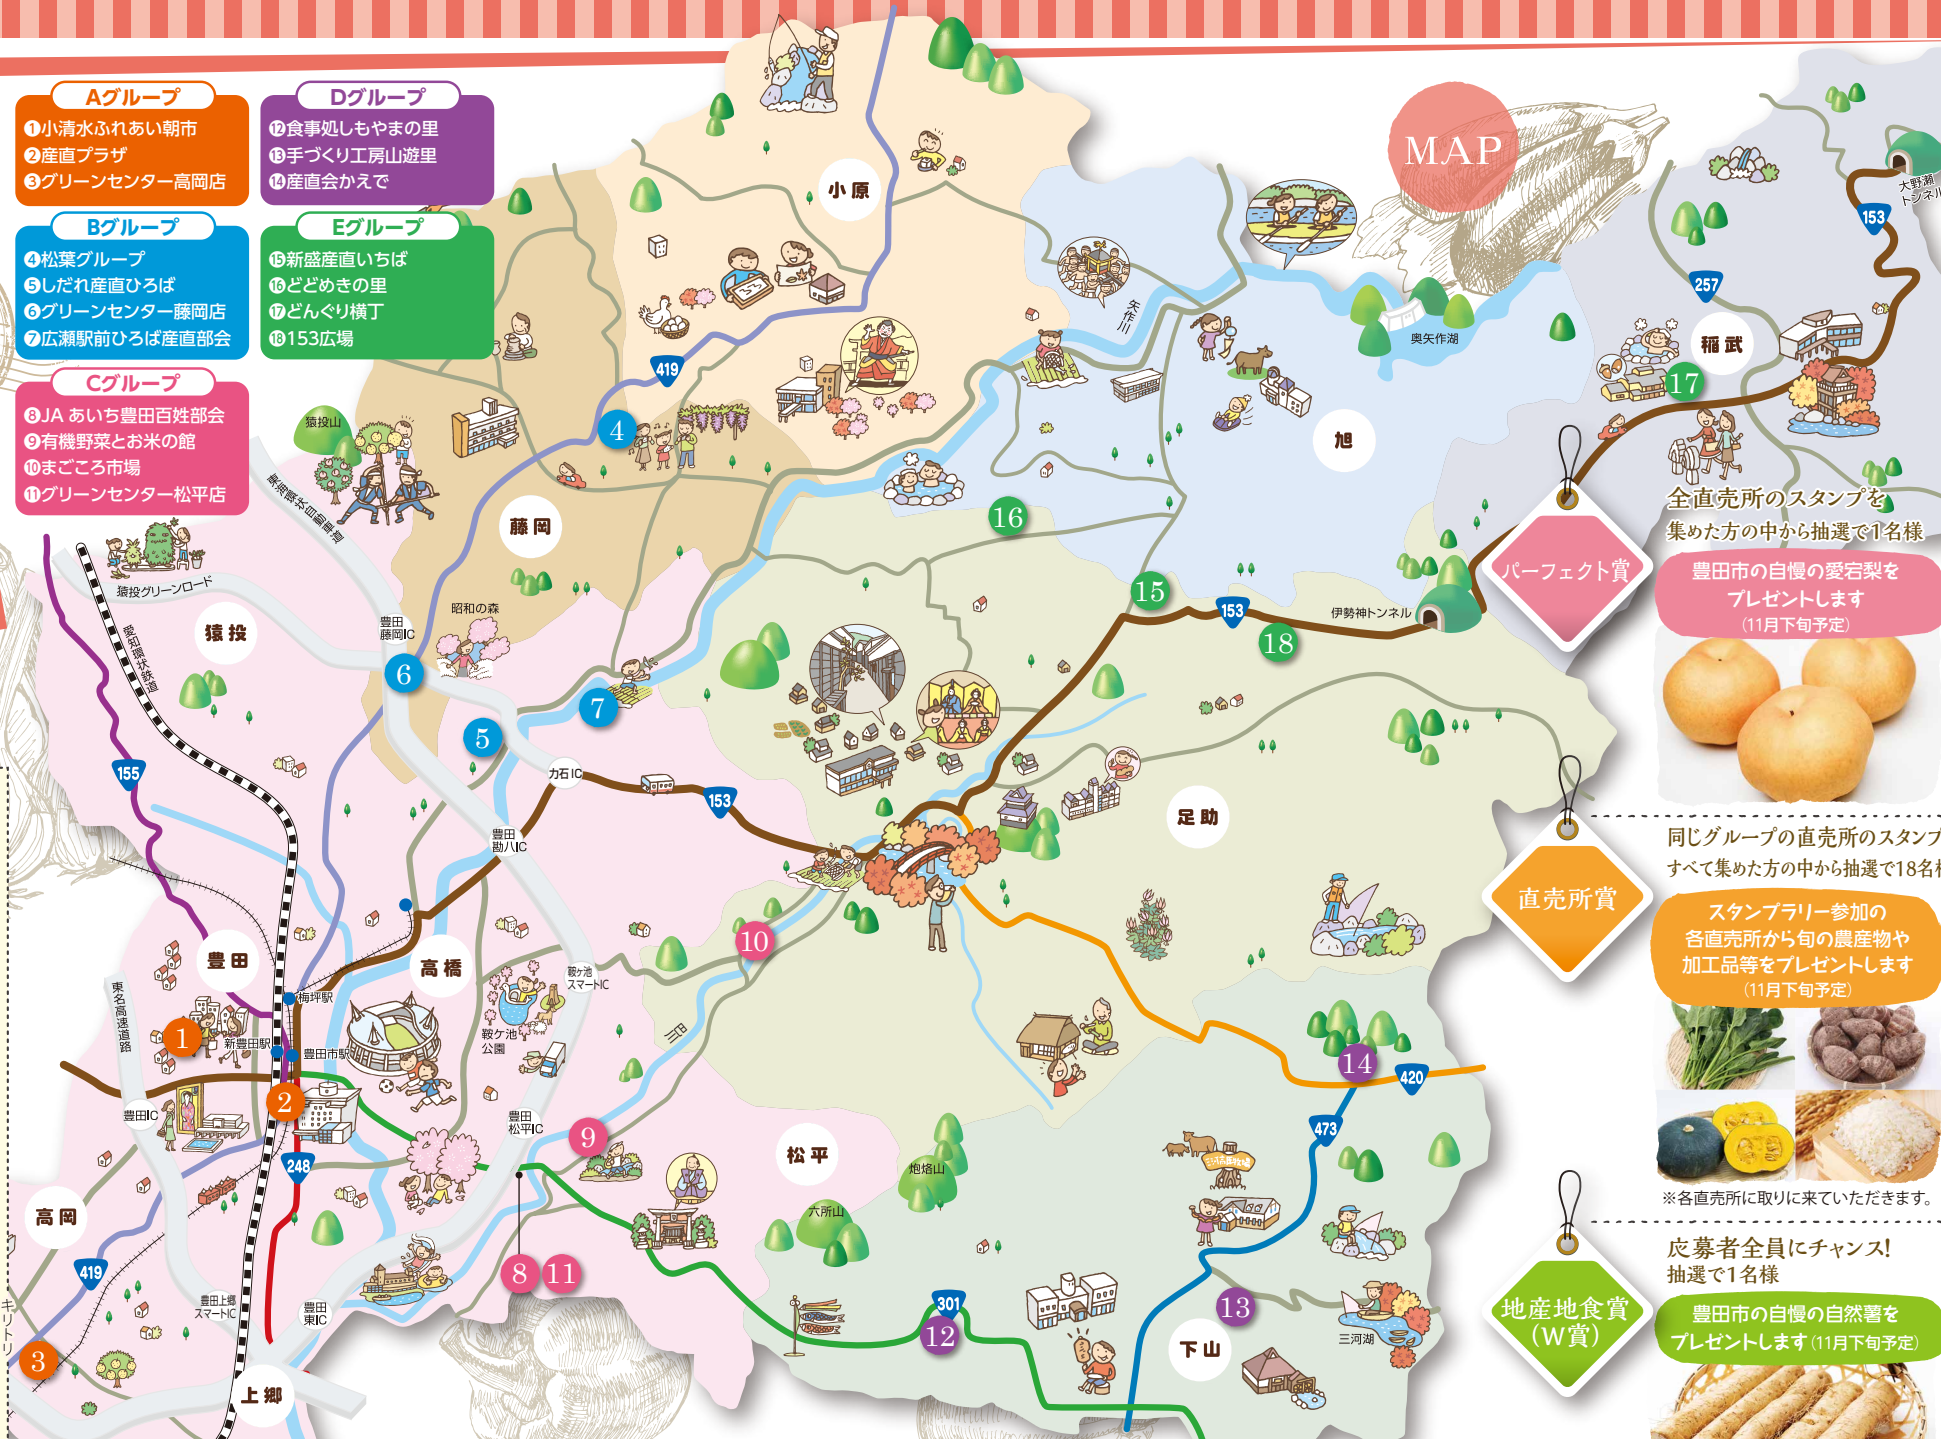 Aグループ
❶小清水ふれあい朝市
❷産直プラザ
❸グリーンセンター高岡店
Bグループ
❹松葉グループ
❺しだれ産直ひろば
❻グリーンセンター藤岡店
❼広瀬駅前ひろば産直部会
Cグループ
❽JA あいち豊田百姓部会
❾有機野菜とお米の館
❿まごころ市場
⓫グリーンセンター松平店
Dグループ
⓬食事処しもやまの里
⓭手づくり工房山遊里
⓮産直会かえで
Eグループ
⓯新盛産直いちば
⓰どどめきの里
⓱どんぐり横丁
⓲153広場
MAP
小原
矢作川
奥矢作湖
大野瀬
トンネル
153
257
稲武
17
419
4
猿投山
東海環状自動車道
藤岡
旭
16
15
153
18
伊勢神トンネル
猿投グリーンロード
愛知環状鉄道
猿投
豊田
藤岡IC
昭和の森
6
7
5
力石IC
155
153
豊田
勘八IC
足助
豊田
高橋
10
鞍ケ池
スマートIC
東名高速道路
梅坪駅
1
新豊田駅
豊田市駅
鞍ケ池
公園
巴川
14
420
473
豊田IC
2
豊田
松平IC
9
248
松平
炮烙山
六所山
高岡
419
8
11
豊田上郷
スマートIC
豊田
東IC
301
12
13
下山
三河湖
キリトリ
3
上郷
パーフェクト賞
全直売所のスタンプを
集めた方の中から抽選で1名様
豊田市の自慢の愛宕梨を
プレゼントします
(11月下旬予定)
直売所賞
同じグループの直売所のスタンプ
すべて集めた方の中から抽選で18名様
スタンプラリー参加の
各直売所から旬の農産物や
加工品等をプレゼントします
(11月下旬予定)
※各直売所に取りに来ていただきます。
地産地食賞
(W賞)
応募者全員にチャンス!
抽選で1名様
豊田市の自慢の自然薯を
プレゼントします(11月下旬予定)